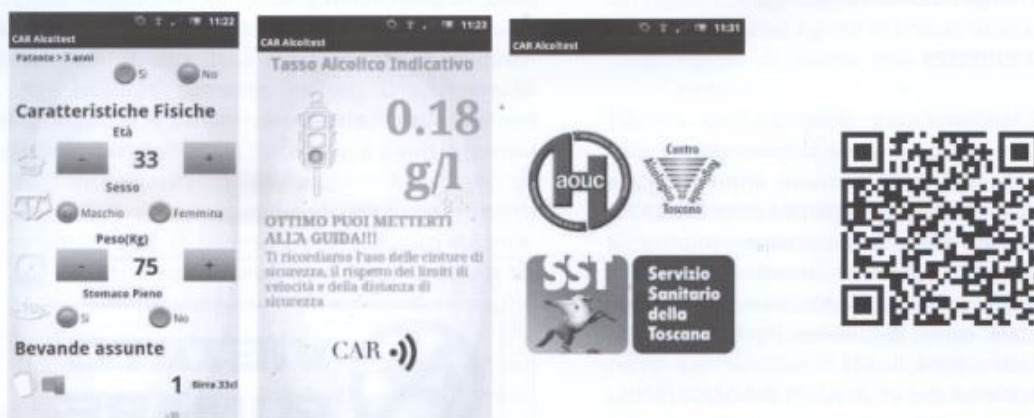 11:22
CAR Alcoltest
Patente > 3 anni
Si No
Caratteristiche Fisiche
Età
- 33 +
Sesso
Maschio Femmina
Peso(Kg)
- 75 +
Stomaco Pieno
Si No
Bevande assunte
1 Birra 33cl
11:23
CAR Alcoltest
Tasso Alcolico Indicativo
0.18
g/l
OTTIMO PUOI METTERTI
ALLA GUIDA!!!
Ti ricordiamo l'uso delle cinture di
sicurezza, il rispetto dei limiti di
velocità e della distanza di
sicurezza
CAR
11:31
CAR Alcoltest
aouc
Centro
Toscano
SST
Servizio
Sanitario
della
Toscana